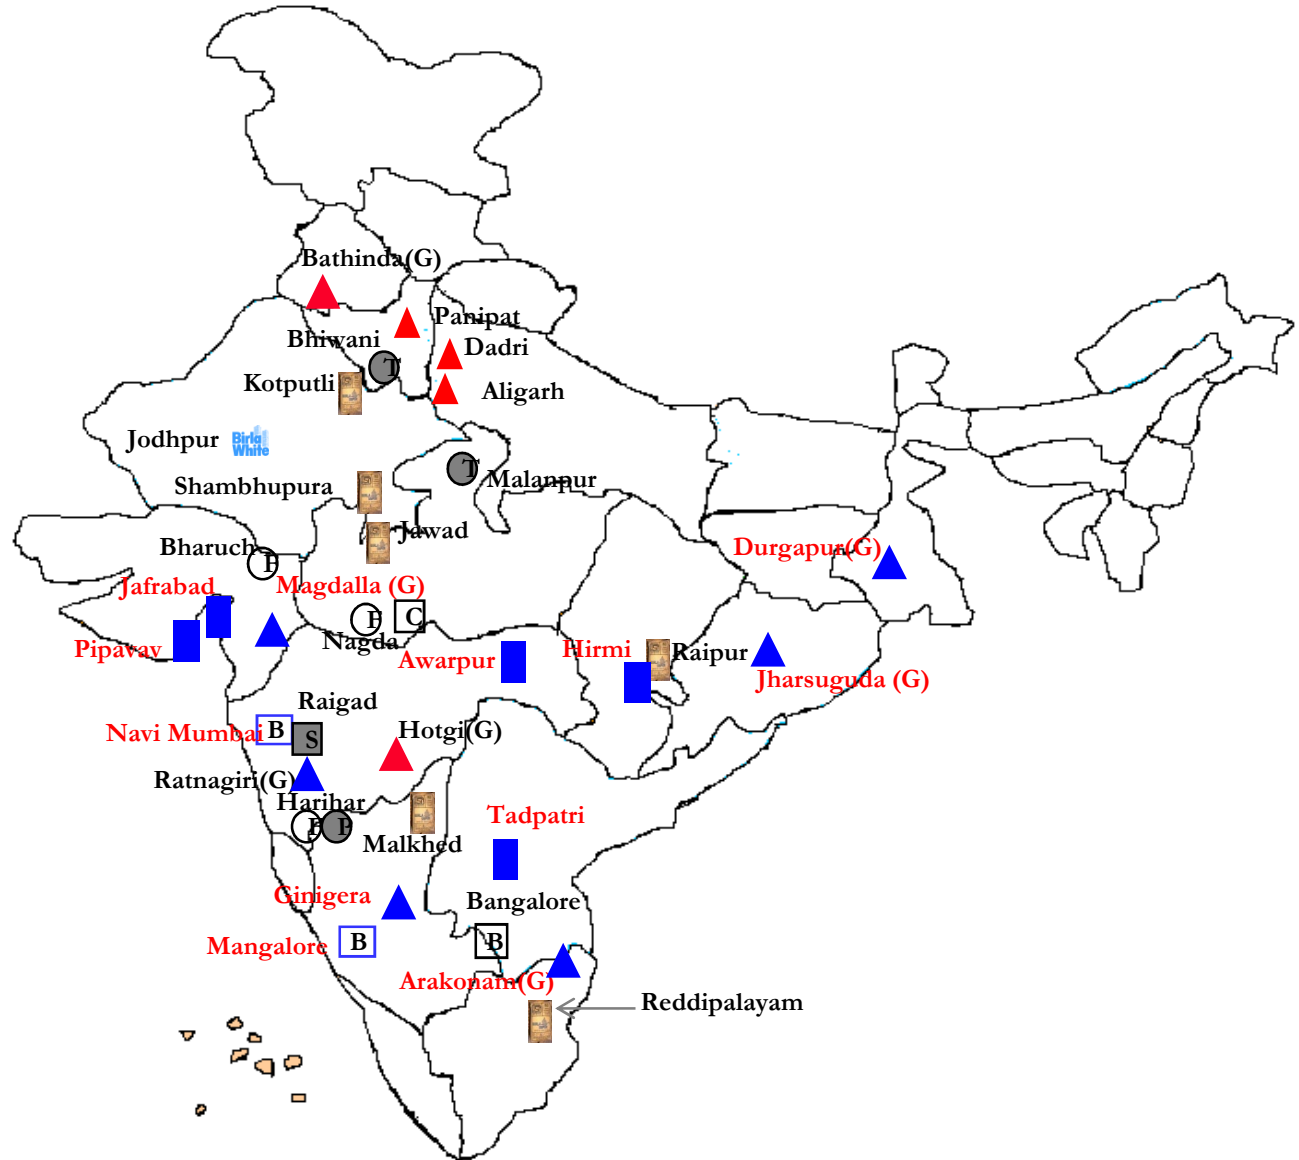 Bathinda(G)
Panipat
Bhiwani
Dadri
T
Kotputli
Aligarh
Jodhpur
Birla
White
T
Malanpur
Shambhupura
Jawad
Bharuch
F
Durgapur(G)
Jafrabad
Magdalla (G)
F
C
Nagda
Pipavav
Awarpur
Hirmi
Raipur
Jharsuguda (G)
Raigad
Navi Mumbai
B
S
Hotgi(G)
Ratnagiri(G)
Harihar
F
P
Malkhed
Tadpatri
Ginigera
Bangalore
Mangalore
B
B
Arakonam(G)
Reddipalayam